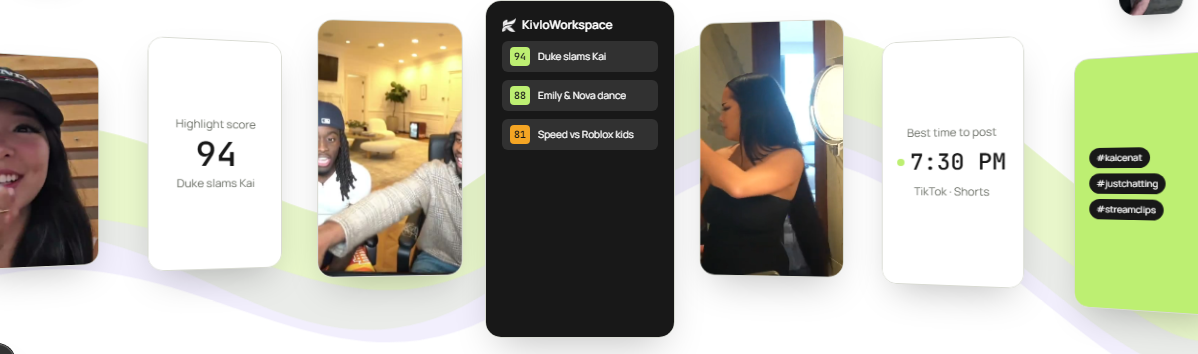 Highlight score
94
Duke slams Kai
KivloWorkspace
94 Duke slams Kai
88 Emily & Nova dance
81 Speed vs Roblox kids
Best time to post
7:30 PM
TikTok · Shorts
#kaicenat
#justchatting
#streamclips